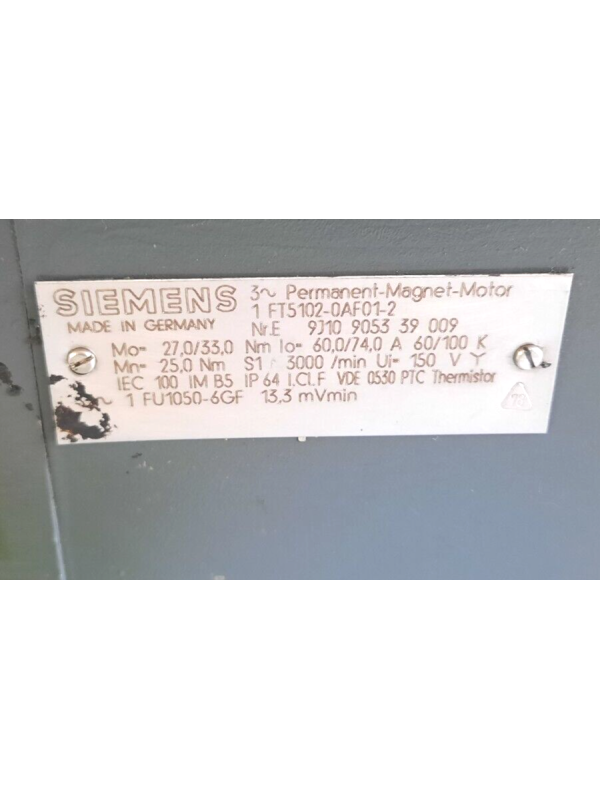 SIEMENS 3~ Permanent-Magnet-Motor
MADE IN GERMANY 1 FT5102-0AF01-2
Nr.E 9J10 9053 39 009
Mo= 27,0/33,0 Nm Io= 60,0/74,0 A 60/100 K
Mn= 25,0 Nm S1 3000 /min Ui= 150 V Y
IEC 100 IM B5 IP 64 I.Cl.F VDE 0530 PTC Thermistor
~ 1 FU1050-6GF 13,3 mVmin